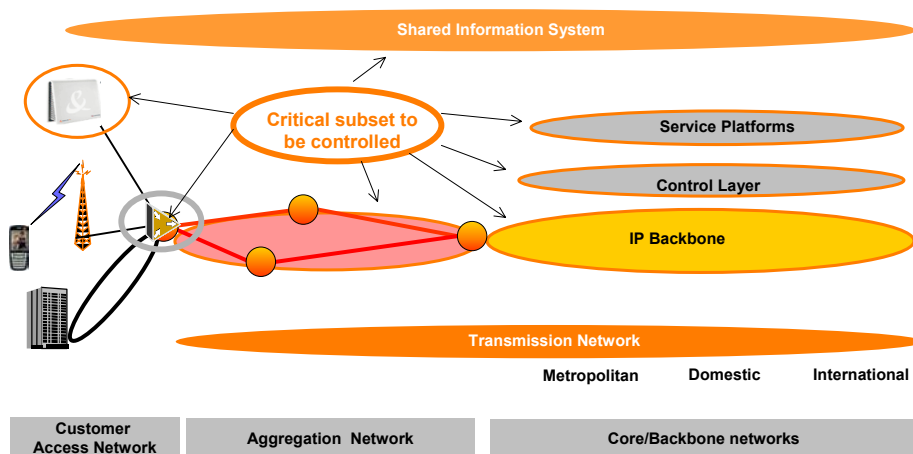 Shared Information System
Critical subset to
be controlled
Service Platforms
Control Layer
IP Backbone
Transmission Network
Metropolitan Domestic International
Customer
Access Network
Aggregation Network
Core/Backbone networks